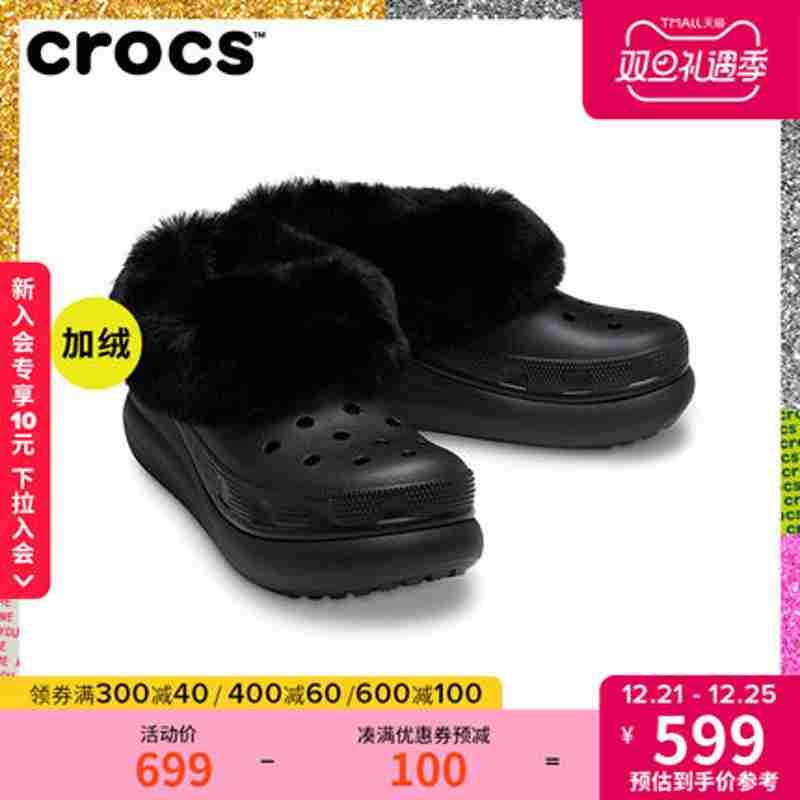 crocs™
TMALL天猫
双旦礼遇季
新入会专享10元 下拉入会
加绒
crocs
领券满300减40 / 400减60 /600减100
12.21 - 12.25
活动价
凑满优惠券预减
699
-
100
=
¥ 599
预估到手价参考